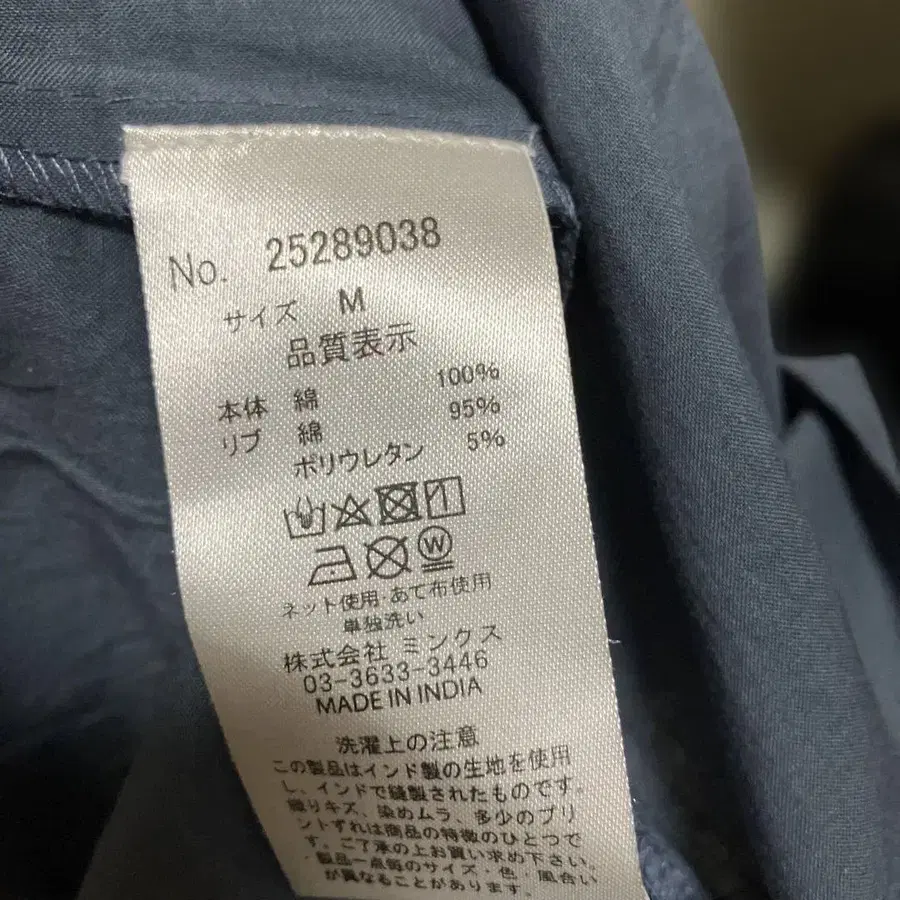 No. 25289038
サイズ M
品質表示
本体 綿 100%
リブ 綿 95%
ポリウレタン 5%
W
ネット使用・あて布使用
単独洗い
株式会社 ミンクス
03-3633-3446
MADE IN INDIA
洗濯上の注意
この製品はインド製の生地を使用
し、インドで縫製されたものです。
織りキズ、染めムラ、多少のプリ
ントずれは商品の特徴のひとつで
す。ご了承の上お買い求め下さい。
・製品一点毎のサイズ・色・風合い
が異なることがあります。